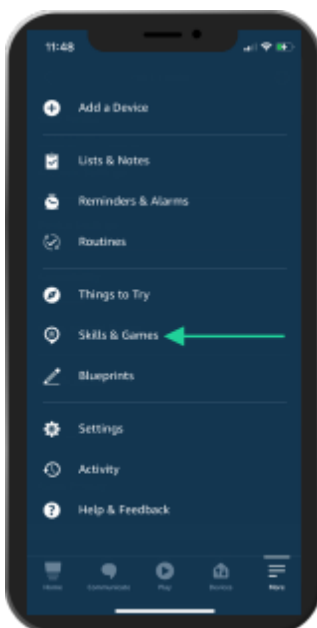 11:48
Add a Device
Lists & Notes
Reminders & Alarms
Routines
Things to Try
Skills & Games
Blueprints
Settings
Activity
Help & Feedback
Home
Communicate
Play
Devices
More